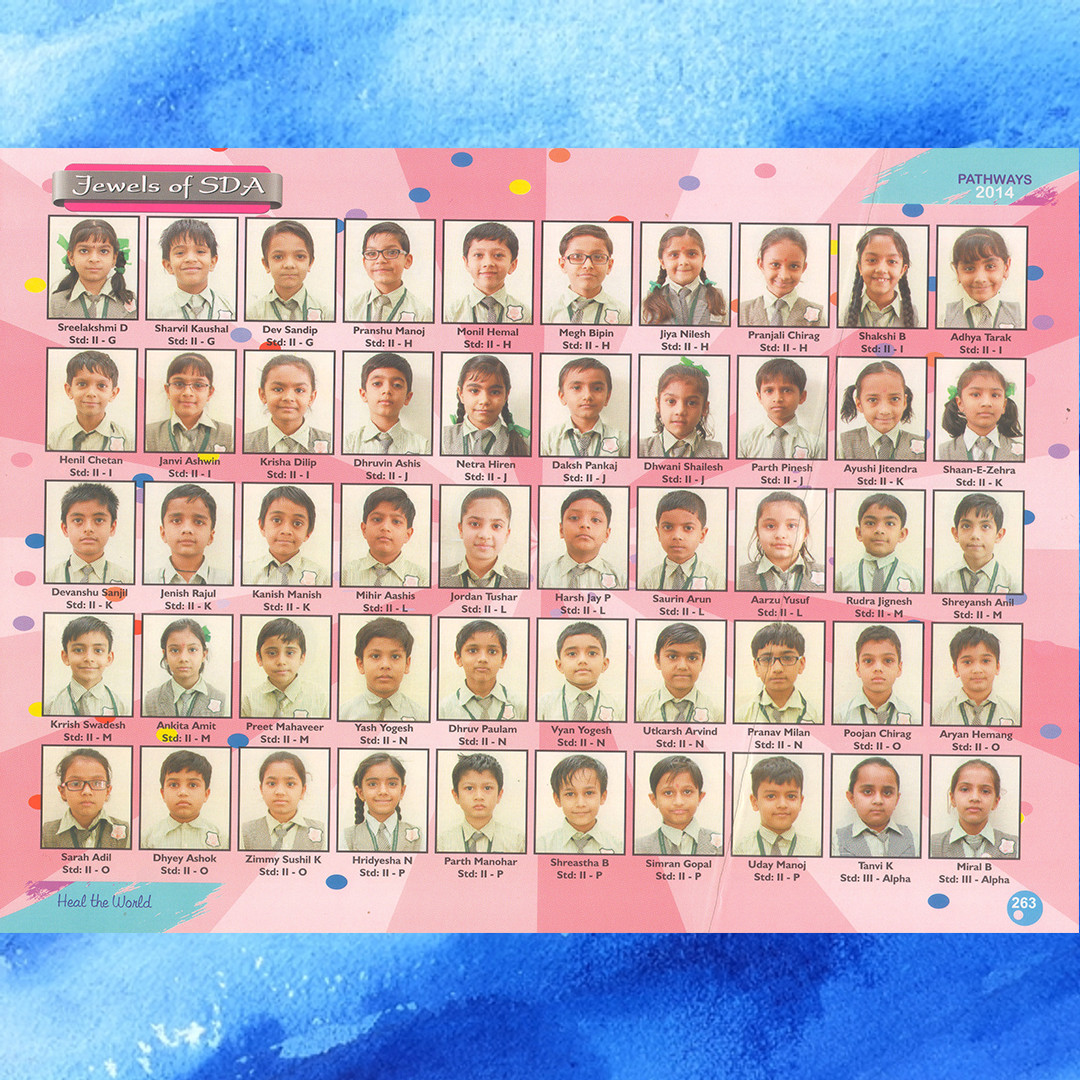 Jewels of SDA
PATHWAYS
2014
Sreelakshmi D
Std: II - G
Sharvil Kaushal
Std: II - G
Dev Sandip
Std: II - G
Pranshu Manoj
Std: II - H
Monil Hemal
Std: II - H
Megh Bipin
Std: II - H
Jiya Nilesh
Std: II - H
Pranjali Chirag
Std: II - H
Shakshi B
Std: II - I
Adhya Tarak
Std: II - I
Henil Chetan
Std: II - I
Janvi Ashwin
Std: II - I
Krisha Dilip
Std: II - I
Dhruvin Ashis
Std: II - J
Netra Hiren
Std: II - J
Daksh Pankaj
Std: II - J
Dhwani Shailesh
Std: II - J
Parth Pinesh
Std: II - J
Ayushi Jitendra
Std: II - K
Shaan-E-Zehra
Std: II - K
Devanshu Sanjil
Std: II - K
Jenish Rajul
Std: II - K
Kanish Manish
Std: II - K
Mihir Aashis
Std: II - L
Jordan Tushar
Std: II - L
Harsh Jay P
Std: II - L
Saurin Arun
Std: II - L
Aarzu Yusuf
Std: II - L
Rudra Jignesh
Std: II - M
Shreyansh Anil
Std: II - M
Krrish Swadesh
Std: II - M
Ankita Amit
Std: II - M
Preet Mahaveer
Std: II - M
Yash Yogesh
Std: II - N
Dhruv Paulam
Std: II - N
Vyan Yogesh
Std: II - N
Utkarsh Arvind
Std: II - N
Pranav Milan
Std: II - N
Poojan Chirag
Std: II - O
Aryan Hemang
Std: II - O
Sarah Adil
Std: II - O
Dhyey Ashok
Std: II - O
Zimmy Sushil K
Std: II - O
Hridyesha N
Std: II - P
Parth Manohar
Std: II - P
Shreastha B
Std: II - P
Simran Gopal
Std: II - P
Uday Manoj
Std: II - P
Tanvi K
Std: III - Alpha
Miral B
Std: III - Alpha
Heal the World
263